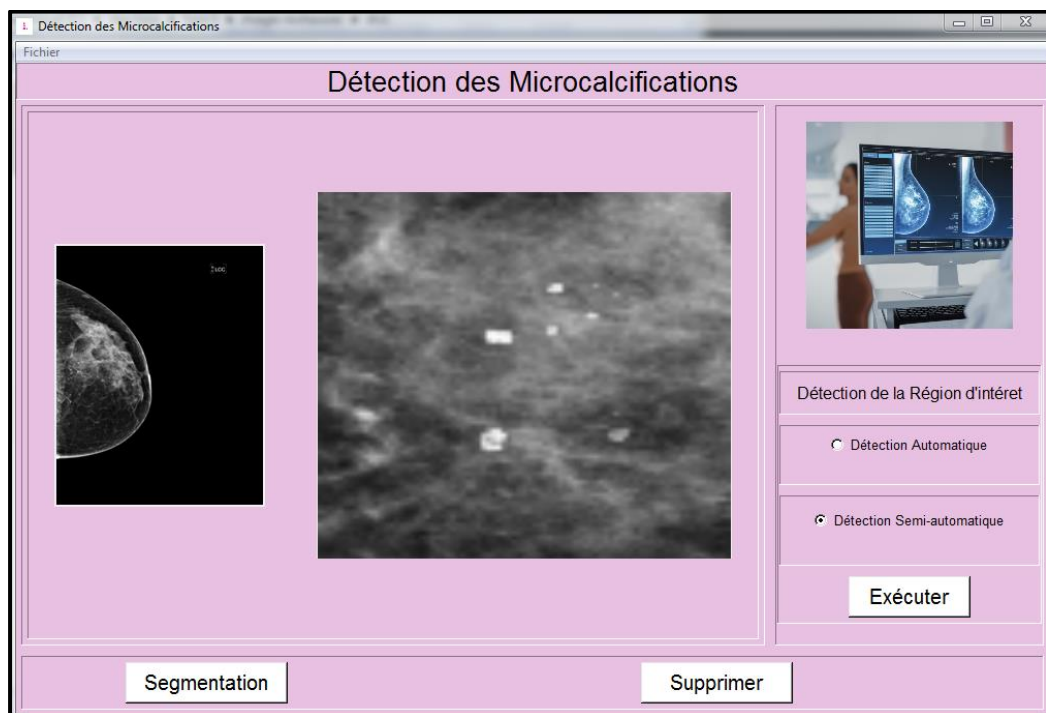 Détection des Microcalcifications
Fichier
Détection des Microcalcifications
Détection de la Région d'intéret
Détection Automatique
Détection Semi-automatique
Exécuter
Segmentation
Supprimer